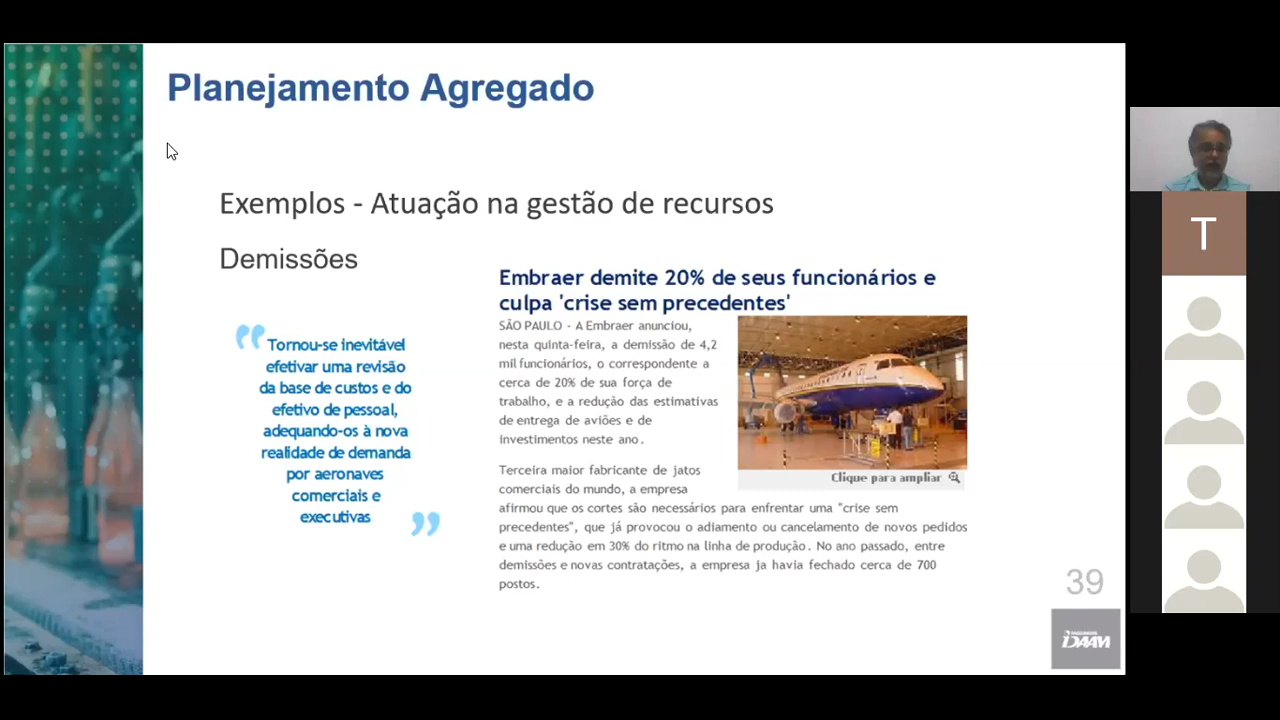 Planejamento Agregado
Exemplos - Atuação na gestão de recursos
Demissões
Tornou-se inevitável
efetivar uma revisão
da base de custos e do
efetivo de pessoal,
adequando-os à nova
realidade de demanda
por aeronaves
comerciais e
executivas
Embraer demite 20% de seus funcionários e
culpa 'crise sem precedentes'
SÃO PAULO - A Embraer anunciou,
nesta quinta-feira, a demissão de 4,2
mil funcionários, o correspondente a
cerca de 20% de sua força de
trabalho, e a redução das estimativas
de entrega de aviões e de
investimentos neste ano.
Clique para ampliar
Terceira maior fabricante de jatos
comerciais do mundo, a empresa
afirmou que os cortes são necessários para enfrentar uma "crise sem
precedentes", que já provocou o adiamento ou cancelamento de novos pedidos
e uma redução em 30% do ritmo na linha de produção. No ano passado, entre
demissões e novas contratações, a empresa ja havia fechado cerca de 700
postos.
39
T